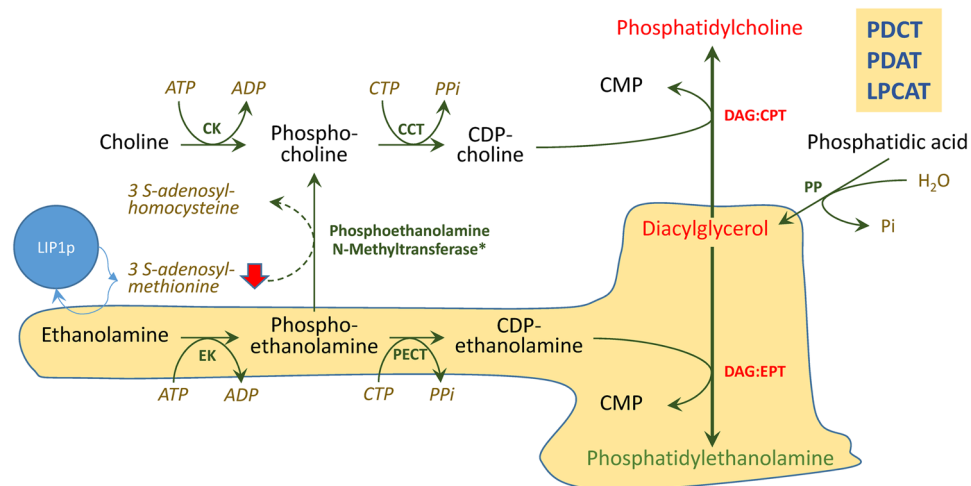 Phosphatidylcholine
PDCT
PDAT
LPCAT
ATP
ADP
CTP
PPi
CMP
CK
CCT
DAG:CPT
Choline
Phospho-
choline
CDP-
choline
Phosphatidic acid
PP
H₂O
3 S-adenosyl-
homocysteine
Pi
Phosphoethanolamine
N-Methyltransferase*
Diacylglycerol
LIP1p
3 S-adenosyl-
methionine
Ethanolamine
Phospho-
ethanolamine
CDP-
ethanolamine
EK
PECT
DAG:EPT
ATP
ADP
CTP
PPi
CMP
Phosphatidylethanolamine